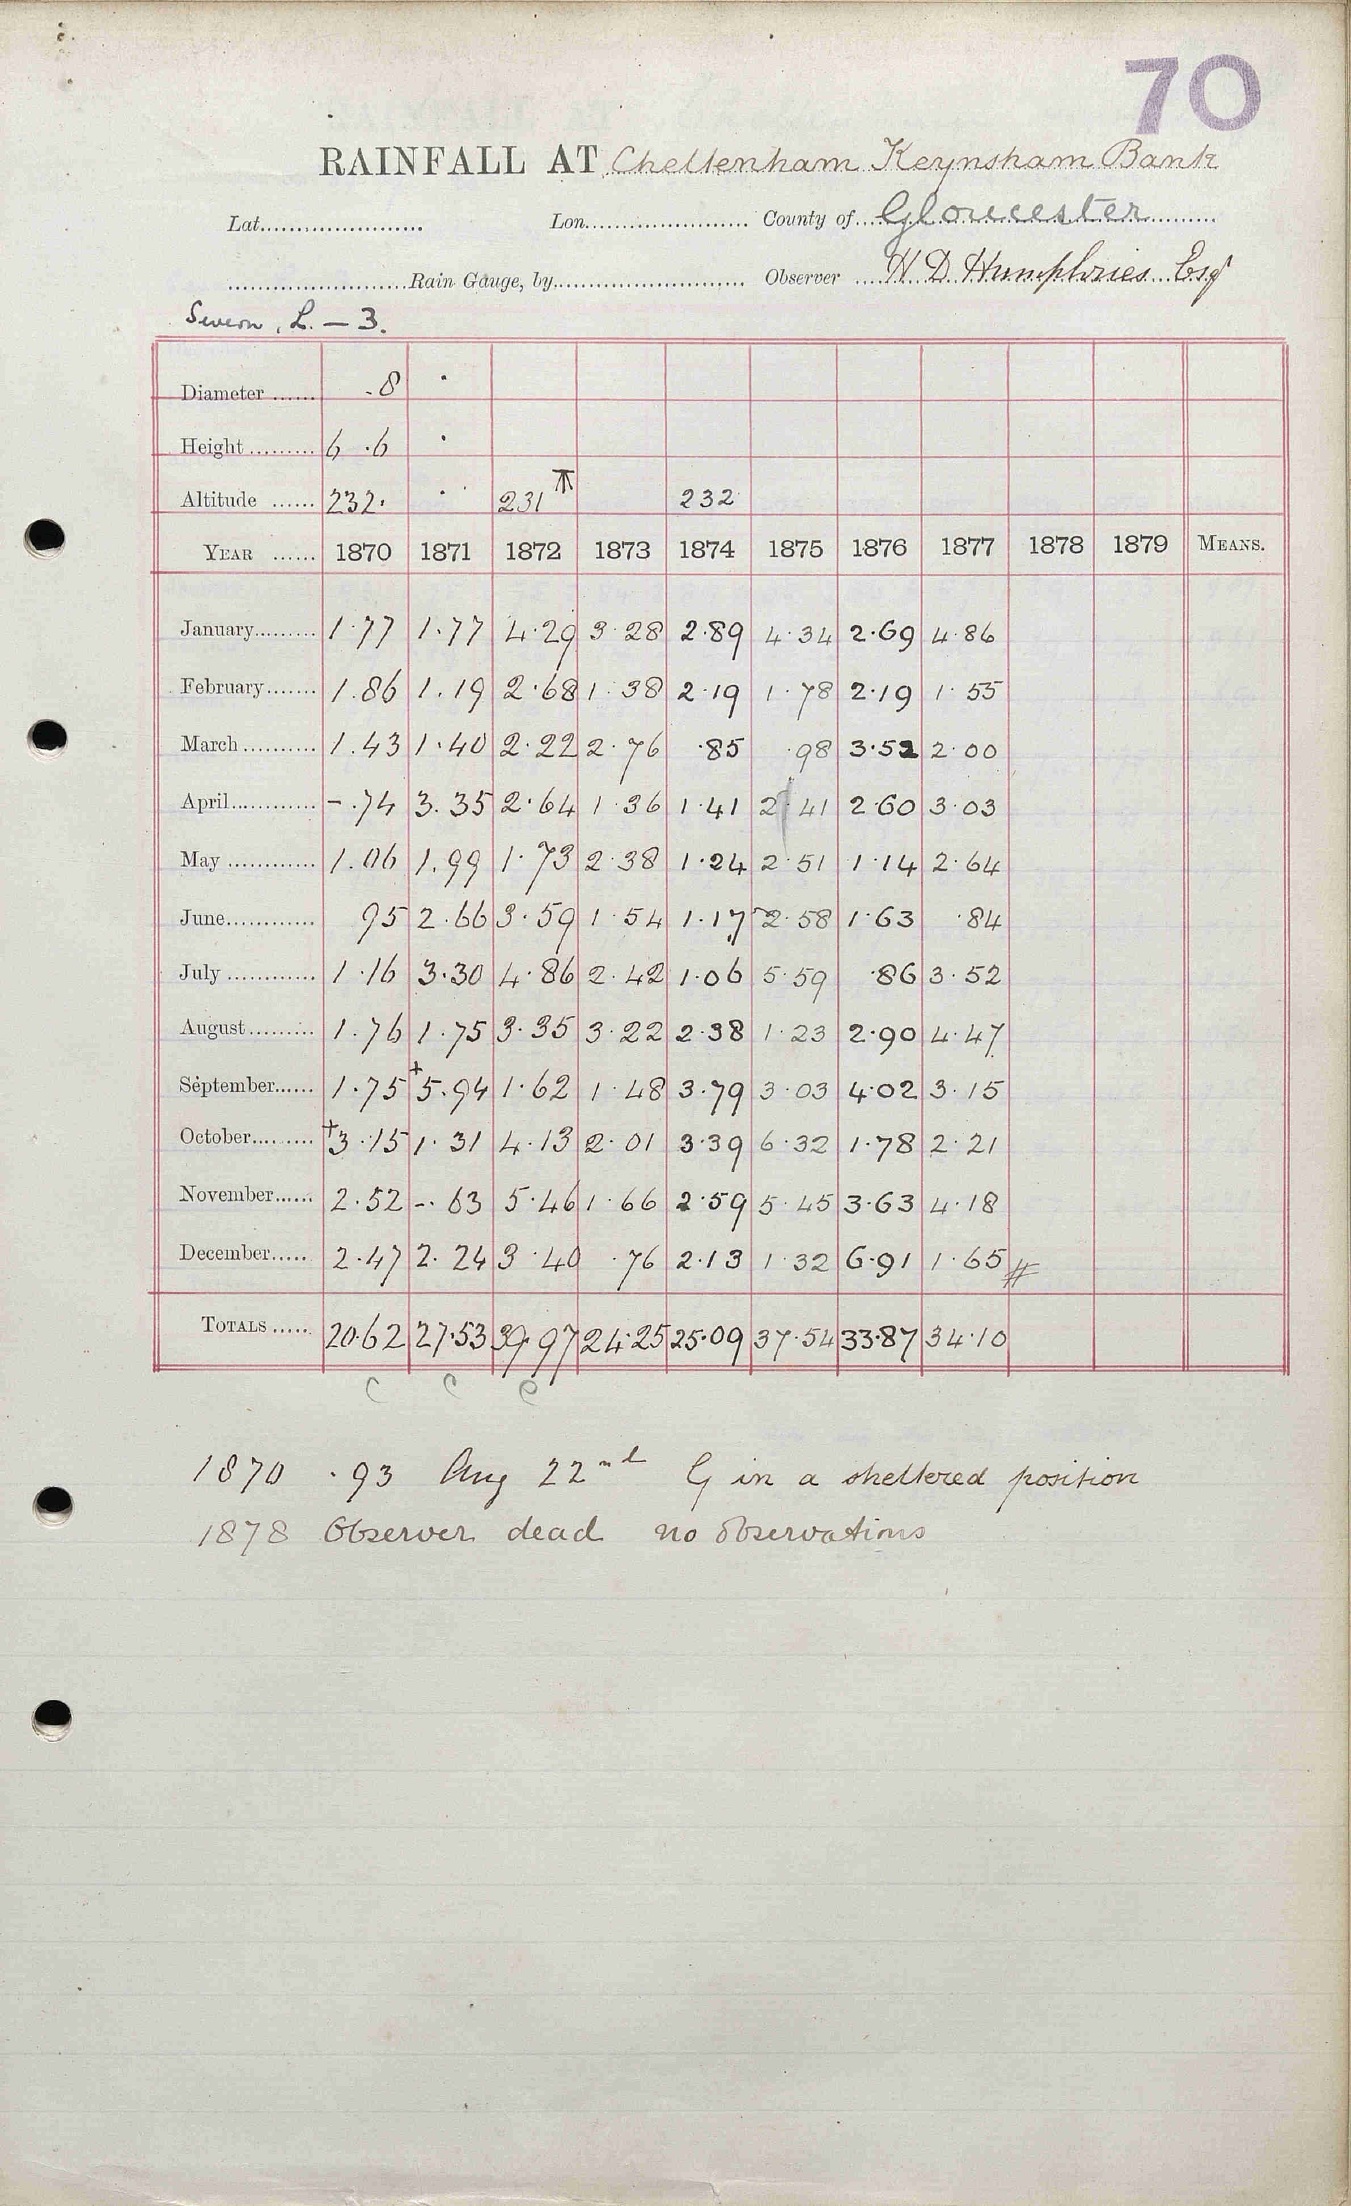 70
RAINFALL AT Cheltenham Keynsham Bank
Lat. Lon. County of Gloucester
Rain Gauge, by Observer H. D. Humphries Esq
Severn, L. — 3.
Diameter ...... 8
Height ......... 6 .6
Altitude ...... 232. 231 232
YEAR ...... 1870 1871 1872 1873 1874 1875 1876 1877 1878 1879 MEANS.
January......... 1.77 1.77 4.29 3.28 2.89 4.34 2.69 4.86
February....... 1.86 1.19 2.68 1.38 2.19 1.78 2.19 1.55
March .......... 1.43 1.40 2.22 2.76 .85 .98 3.52 2.00
April............ -.74 3.35 2.64 1.36 1.41 2.41 2.60 3.03
May ............ 1.06 1.99 1.73 2.38 1.24 2.51 1.14 2.64
June............ 95 2.66 3.59 1.54 1.17 2.58 1.63 .84
July ............ 1.16 3.30 4.86 2.42 1.06 5.59 .86 3.52
August......... 1.76 1.75 3.35 3.22 2.38 1.23 2.90 4.47
September...... 1.75 +5.94 1.62 1.48 3.79 3.03 4.02 3.15
October......... +3.15 1.31 4.13 2.01 3.39 6.32 1.78 2.21
November...... 2.52 -.63 5.46 1.66 2.59 5.45 3.63 4.18
December..... 2.47 2.24 3.40 .76 2.13 1.32 6.91 1.65 #
TOTALS ..... 20.62 27.53 39.97 24.25 25.09 37.54 33.87 34.10
C C C
1870 .93 Aug 22nd G in a sheltered position
1878 Observer dead no observations